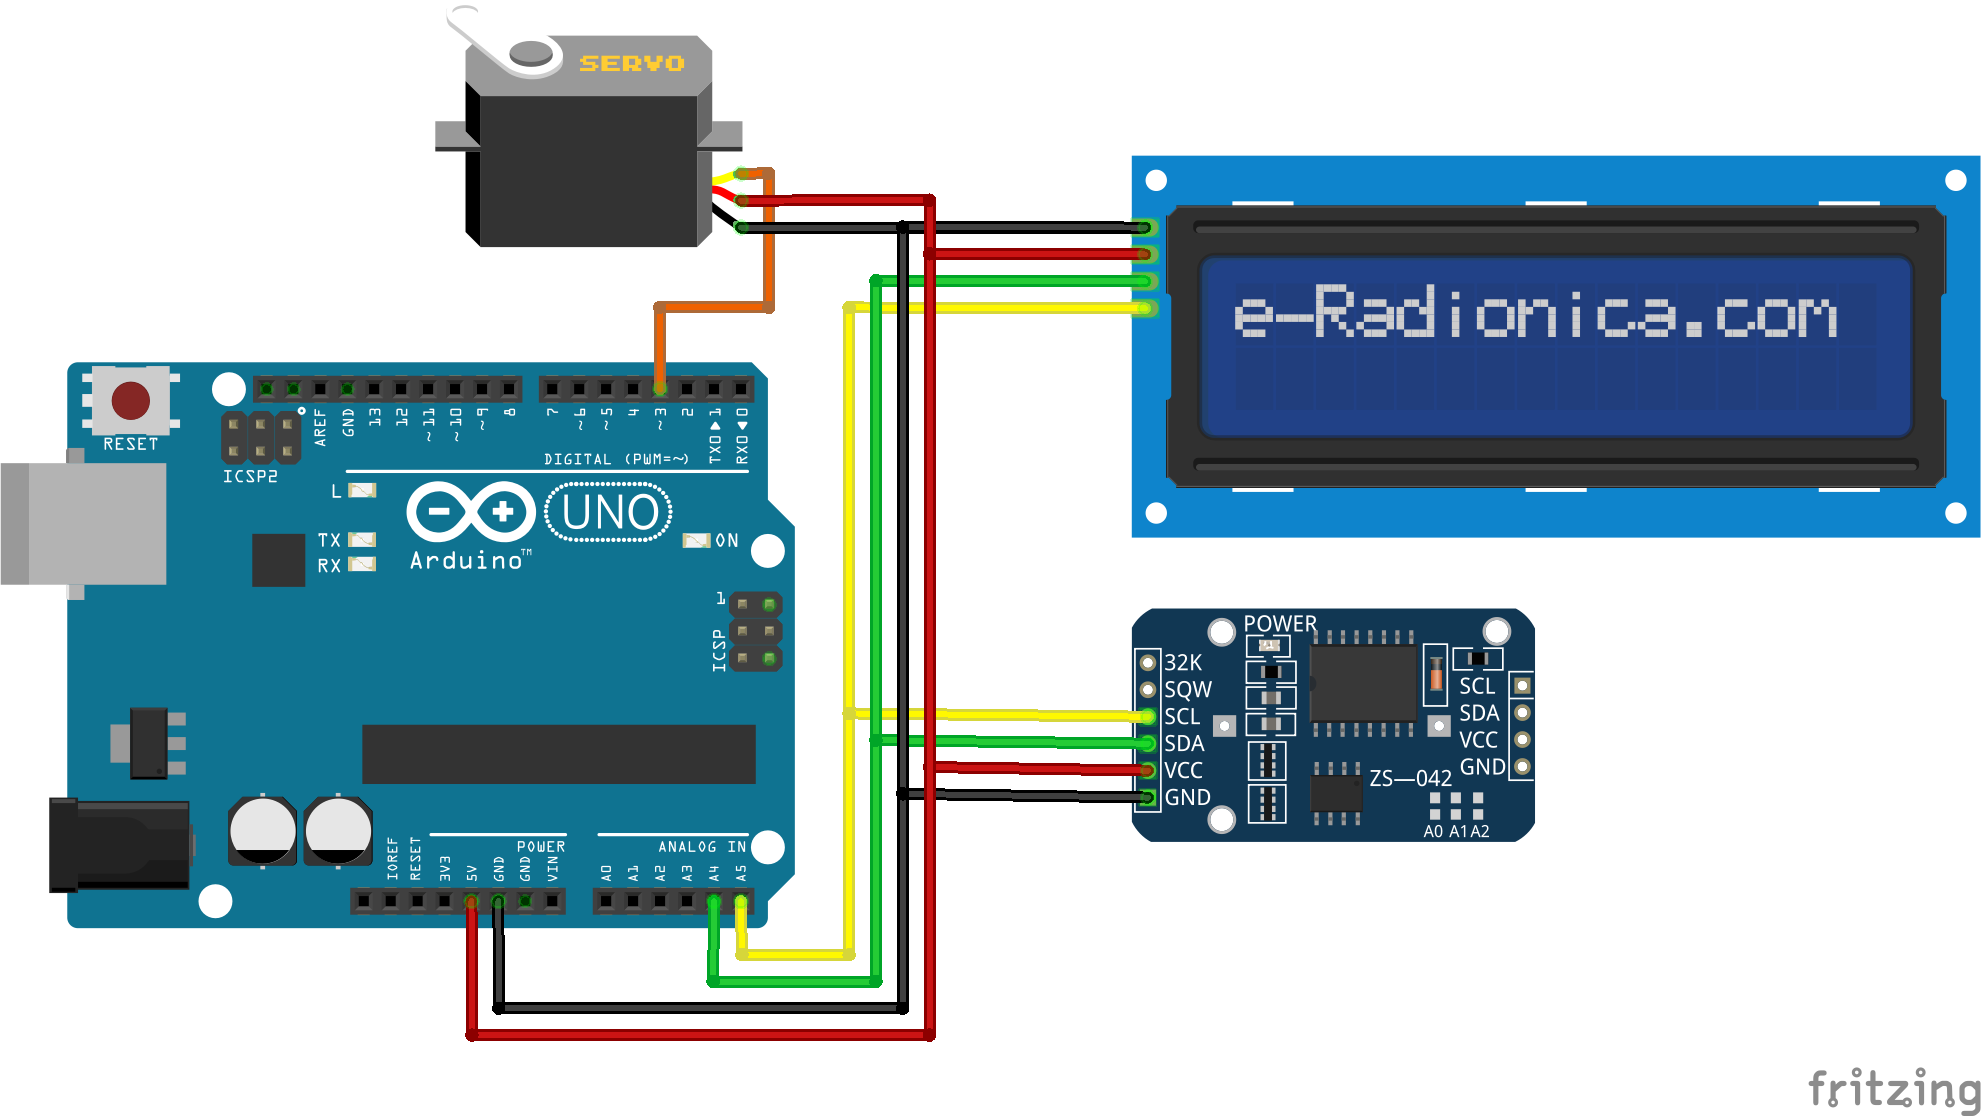 SERVO
e-Radionica.com
RESET
ICSP2
AREF
GND
13
12
~11
~10
~9
8
7
~6
~5
4
~3
2
TX0▶1
RX0◀0
DIGITAL (PWM=~)
L
TX
RX
UNO
Arduino™
ON
1
ICSP
POWER
32K
SQW
SCL
SDA
VCC
GND
SCL
SDA
VCC
GND
ZS-042
A0 A1 A2
IOREF
RESET
3V3
5V
GND
GND
VIN
POWER
ANALOG IN
A0
A1
A2
A3
A4
A5
fritzing